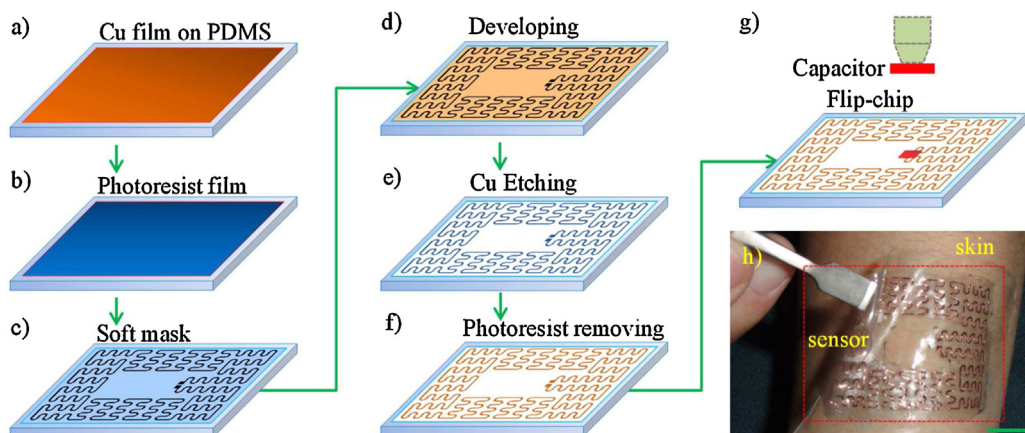 a)
Cu film on PDMS
b)
Photoresist film
c)
Soft mask
d)
Developing
e)
Cu Etching
f)
Photoresist removing
g)
Capacitor
Flip-chip
h)
skin
sensor